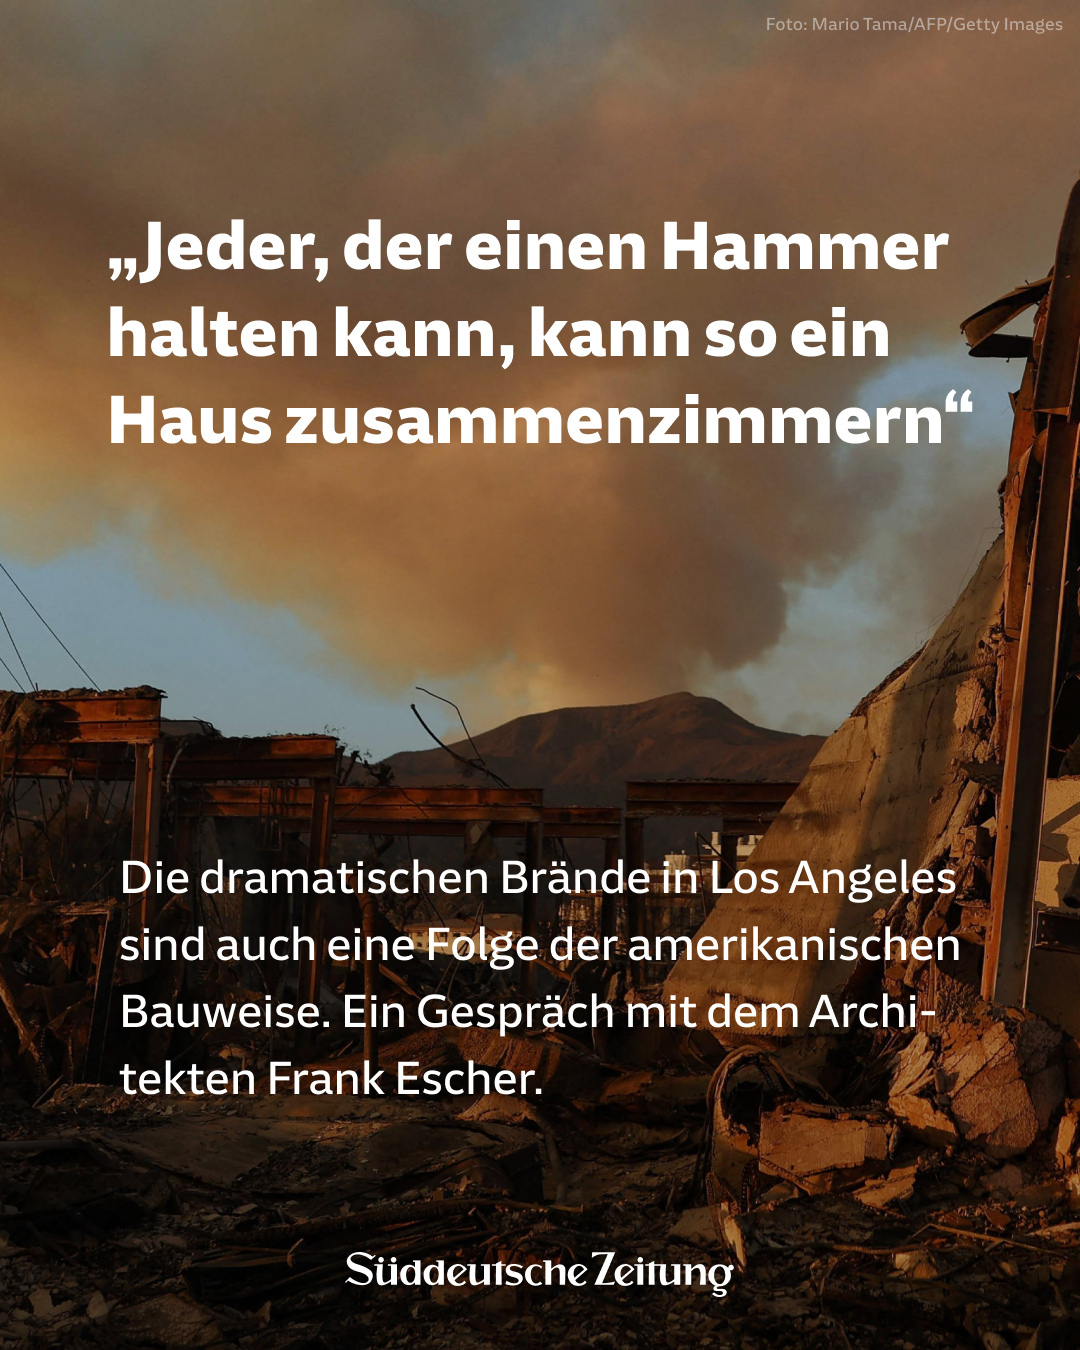 Foto: Mario Tama/AFP/Getty Images
„Jeder, der einen Hammer
halten kann, kann so ein
Haus zusammenzimmern“
Die dramatischen Brände in Los Angeles
sind auch eine Folge der amerikanischen
Bauweise. Ein Gespräch mit dem Archi-
tekten Frank Escher.
Süddeutsche Zeitung